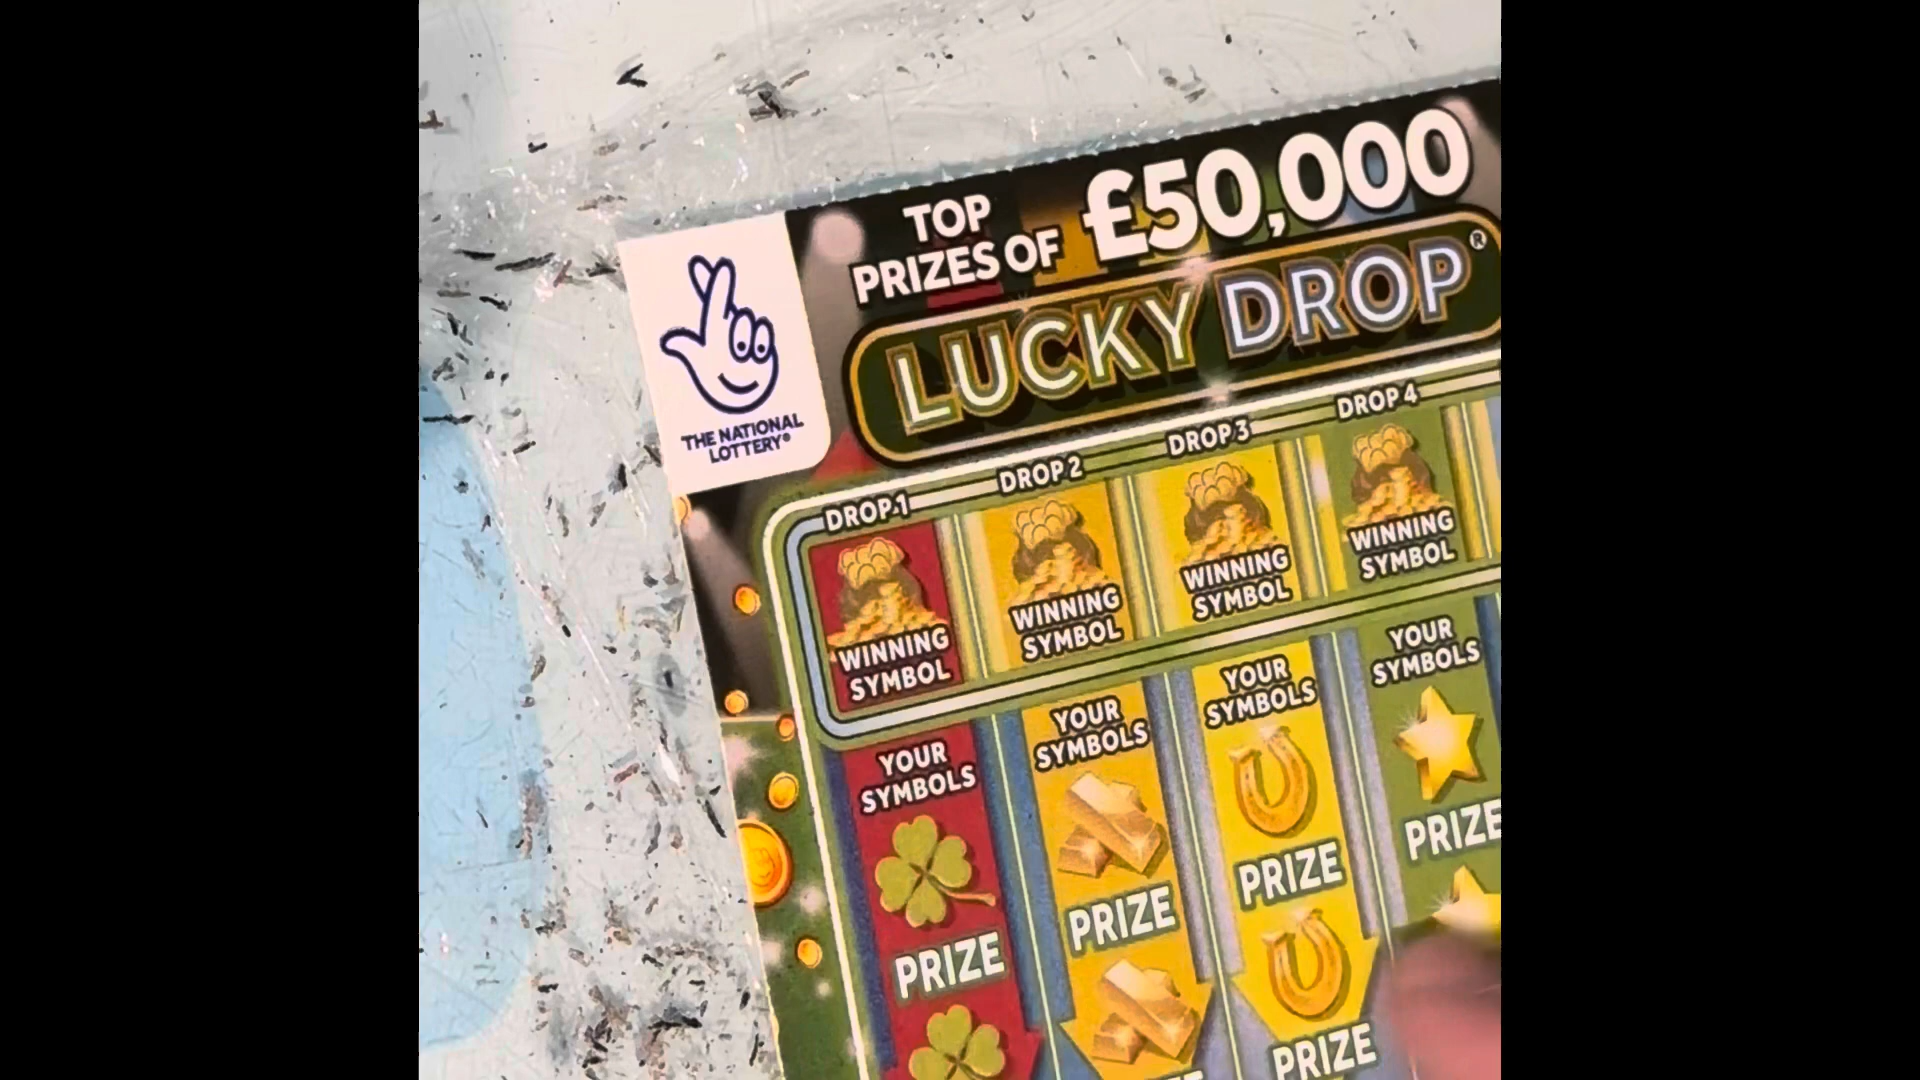 TOP
PRIZES OF £50,000
LUCKY DROP®
THE NATIONAL
LOTTERY®
DROP 1
DROP 2
DROP 3
DROP 4
WINNING
SYMBOL
WINNING
SYMBOL
WINNING
SYMBOL
WINNING
SYMBOL
YOUR
SYMBOLS
YOUR
SYMBOLS
YOUR
SYMBOLS
YOUR
SYMBOLS
PRIZE
PRIZE
PRIZE
PRIZE
PRIZE